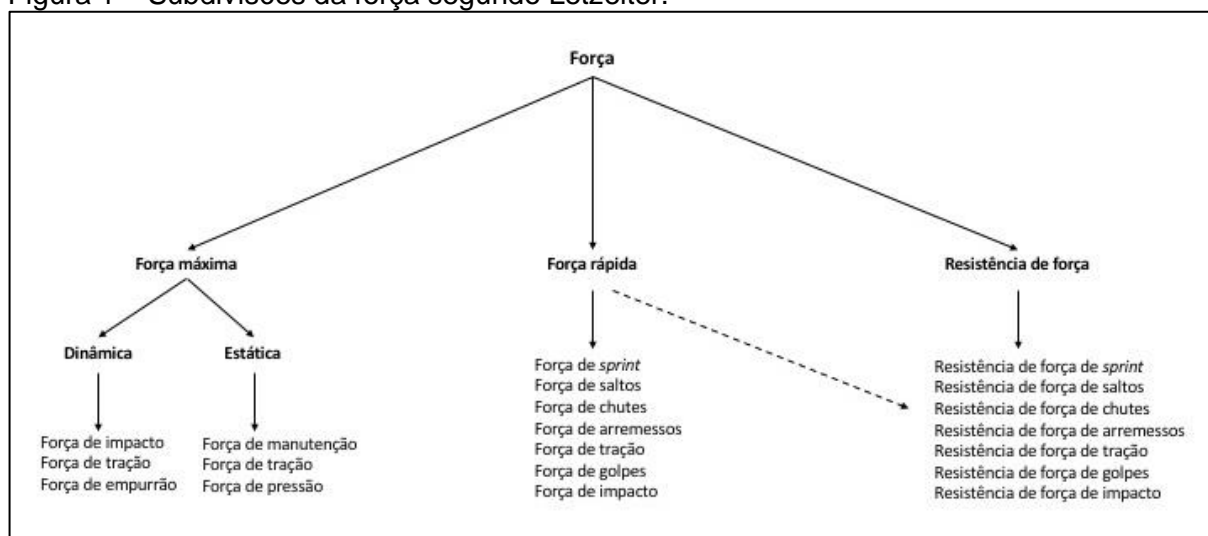 Figura 1 – Subdivisões da força segundo Letzelter.
Força
Força máxima
Força rápida
Resistência de força
Dinâmica
Estática
Força de impacto
Força de tração
Força de empurrão
Força de manutenção
Força de tração
Força de pressão
Força de sprint
Força de saltos
Força de chutes
Força de arremessos
Força de tração
Força de golpes
Força de impacto
Resistência de força de sprint
Resistência de força de saltos
Resistência de força de chutes
Resistência de força de arremessos
Resistência de força de tração
Resistência de força de golpes
Resistência de força de impacto